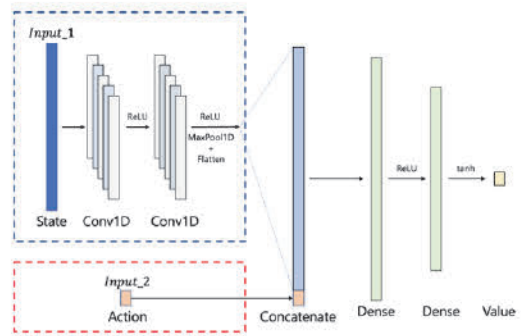 Input_1
ReLU
ReLU
MaxPool1D
+
Flatten
ReLU
tanh
State
Conv1D
Conv1D
Input_2
Action
Concatenate
Dense
Dense
Value